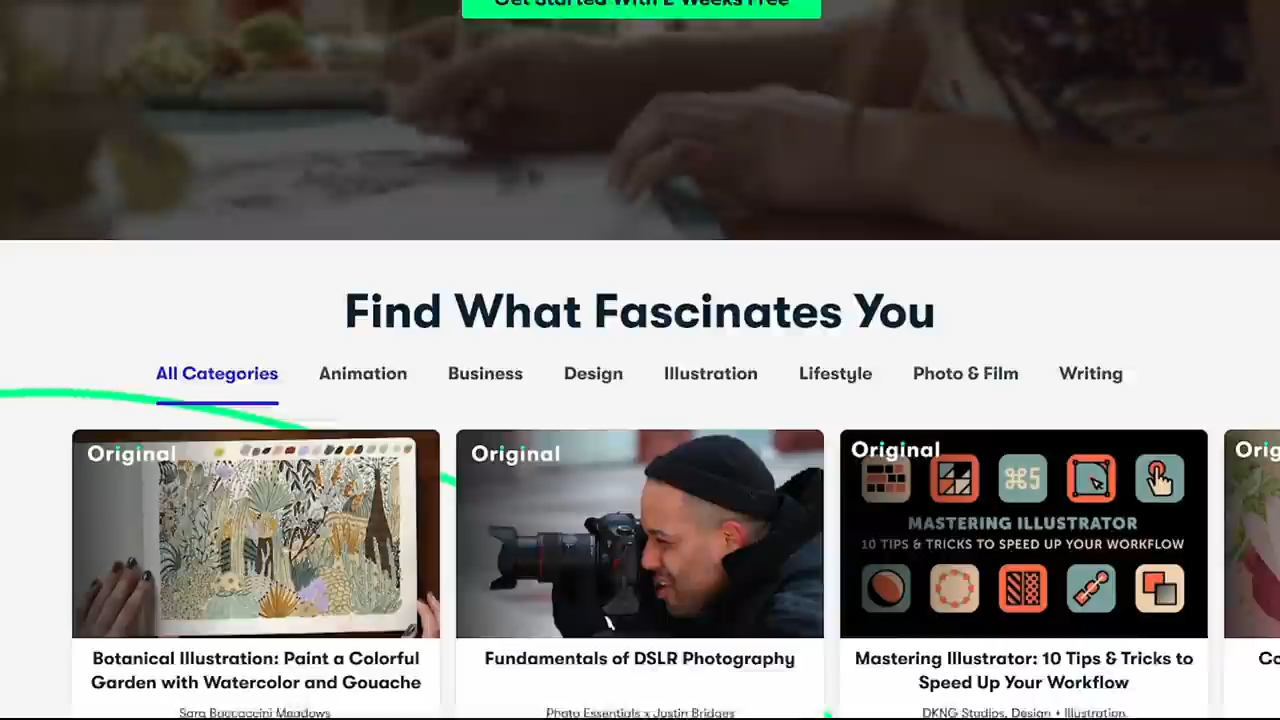 Get Started With 2 Weeks Free
Find What Fascinates You
All Categories Animation Business Design Illustration Lifestyle Photo & Film Writing
Original Original Original Orig
⌘5
MASTERING ILLUSTRATOR
10 TIPS & TRICKS TO SPEED UP YOUR WORKFLOW
Botanical Illustration: Paint a Colorful
Garden with Watercolor and Gouache
Fundamentals of DSLR Photography
Mastering Illustrator: 10 Tips & Tricks to
Speed Up Your Workflow
Co
Sara Boccaccini Meadows
Photo Essentials x Justin Bridges
DKNG Studios, Design + Illustration